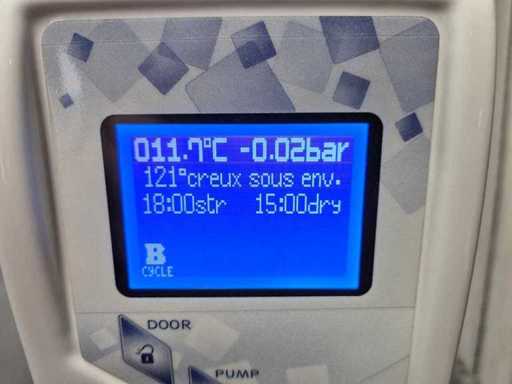 011.7°C -0.02bar
121°creux sous env.
18:00str 15:00dry
B
CYCLE
DOOR
PUMP